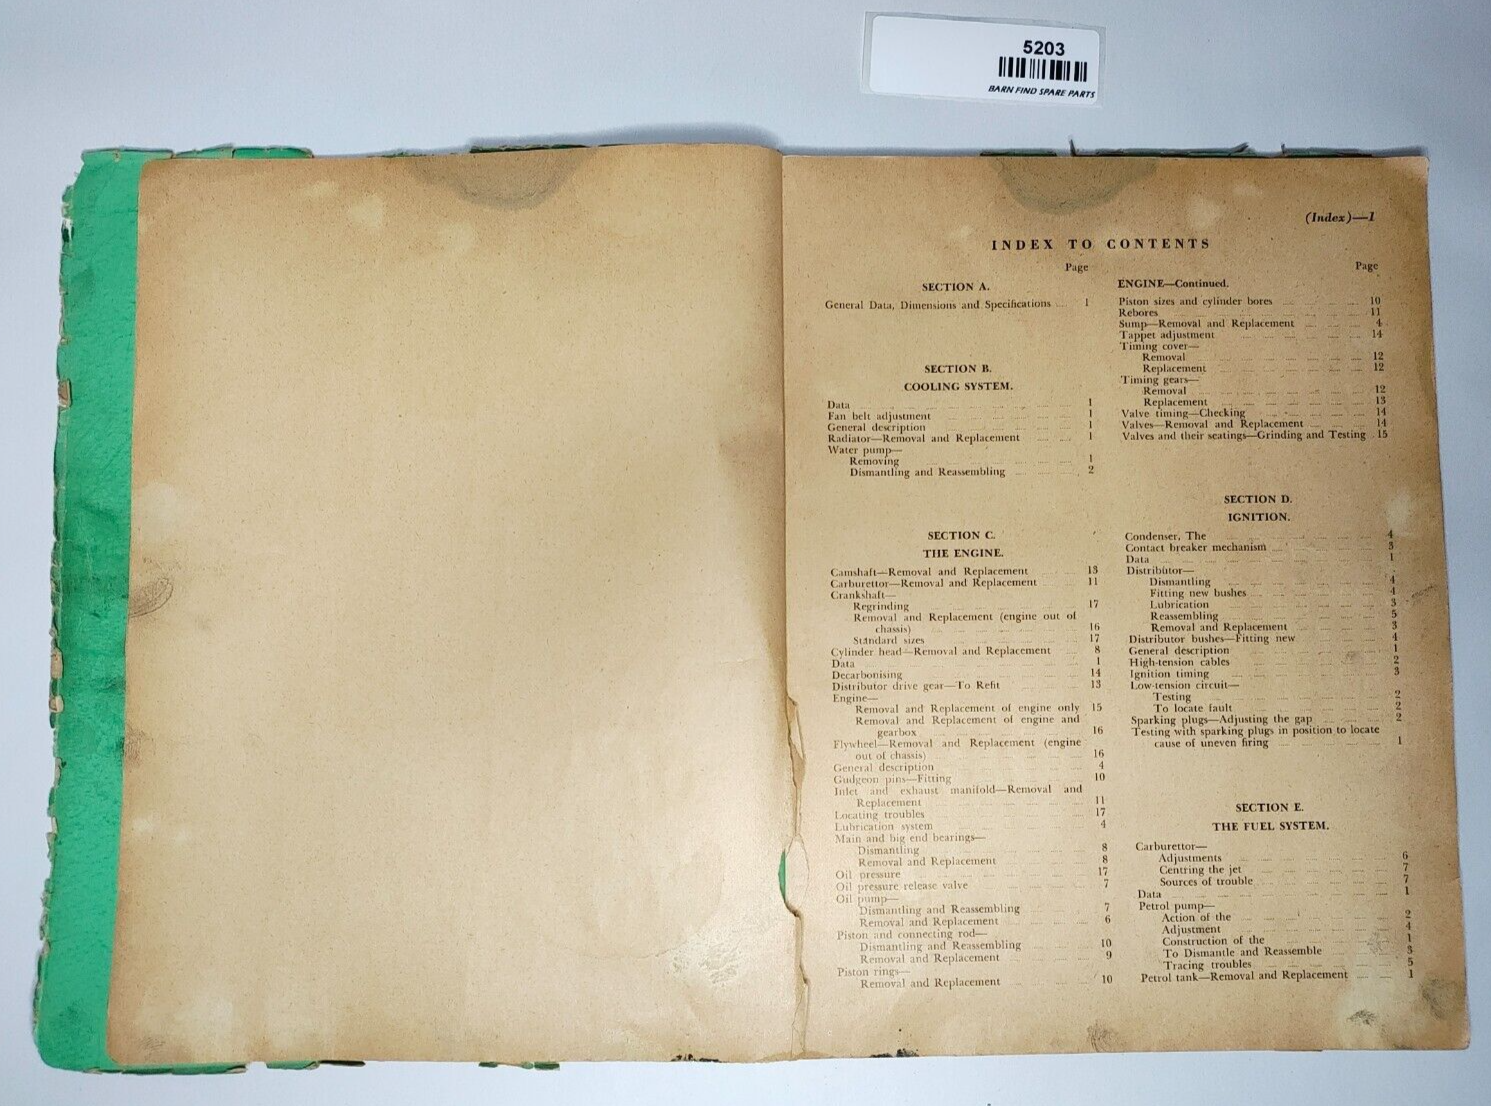 5203
BARN FIND SPARE PARTS
(Index)—1
INDEX TO CONTENTS
Page
SECTION A.
General Data, Dimensions and Specifications 1
SECTION B.
COOLING SYSTEM.
Data 1
Fan belt adjustment 1
General description 1
Radiator—Removal and Replacement 1
Water pump—
Removing 1
Dismantling and Reassembling 2
SECTION C.
THE ENGINE.
Camshaft—Removal and Replacement 13
Carburettor—Removal and Replacement 11
Crankshaft—
Regrinding 17
Removal and Replacement (engine out of
chassis) 16
Standard sizes 17
Cylinder head—Removal and Replacement 8
Data 1
Decarbonising 14
Distributor drive gear—To Refit 13
Engine—
Removal and Replacement of engine only 15
Removal and Replacement of engine and
gearbox 16
Flywheel—Removal and Replacement (engine
out of chassis) 16
General description 4
Gudgeon pins—Fitting 10
Inlet and exhaust manifold—Removal and
Replacement 11
Locating troubles 17
Lubrication system 4
Main and big end bearings—
Dismantling 8
Removal and Replacement 8
Oil pressure 17
Oil pressure release valve 7
Oil pump—
Dismantling and Reassembling 7
Removal and Replacement 6
Piston and connecting rod—
Dismantling and Reassembling 10
Removal and Replacement 9
Piston rings—
Removal and Replacement 10
Page
ENGINE—Continued.
Piston sizes and cylinder bores 10
Rebores 11
Sump—Removal and Replacement 4
Tappet adjustment 14
Timing cover—
Removal 12
Replacement 12
Timing gears—
Removal 12
Replacement 13
Valve timing—Checking 14
Valves—Removal and Replacement 14
Valves and their seatings—Grinding and Testing 15
SECTION D.
IGNITION.
Condenser, The 4
Contact breaker mechanism 3
Data 1
Distributor—
Dismantling 4
Fitting new bushes 4
Lubrication 3
Reassembling 5
Removal and Replacement 3
Distributor bushes—Fitting new 4
General description 1
High-tension cables 2
Ignition timing 3
Low-tension circuit—
Testing 2
To locate fault 2
Sparking plugs—Adjusting the gap 2
Testing with sparking plugs in position to locate
cause of uneven firing 1
SECTION E.
THE FUEL SYSTEM.
Carburettor—
Adjustments 6
Centring the jet 7
Sources of trouble 7
Data 1
Petrol pump—
Action of the 2
Adjustment 4
Construction of the 1
To Dismantle and Reassemble 3
Tracing troubles 5
Petrol tank—Removal and Replacement 1